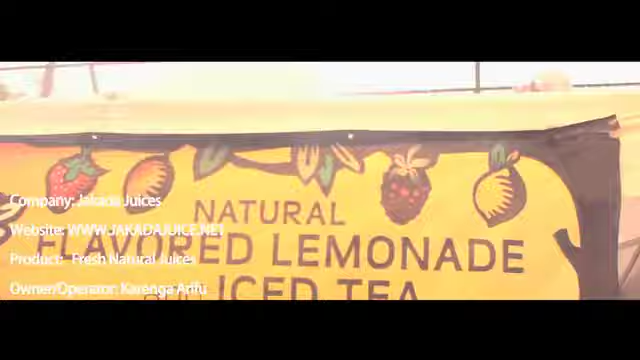 NATURAL
FLAVORED LEMONADE
ICED TEA
Company: Jakada Juices
Website: WWW.JAKADAJUICE.NET
Product: Fresh Natural Juices
Owner/Operator: Karenga Arifu